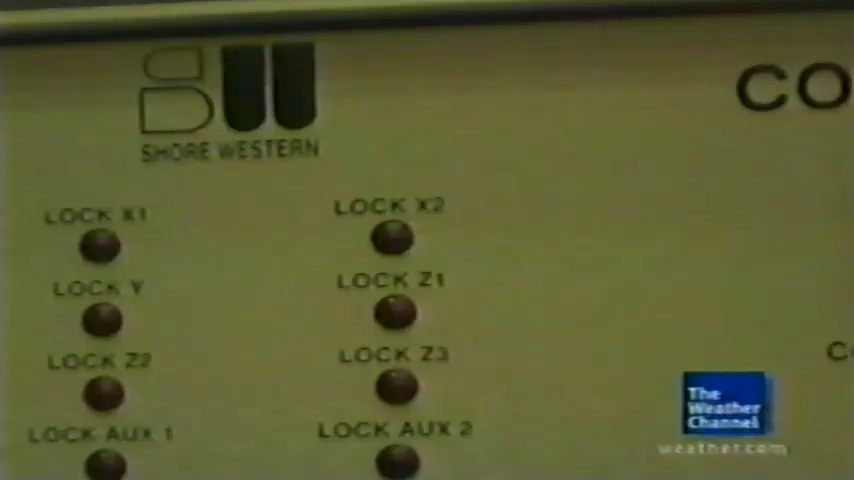 SHORE WESTERN
CO
LOCK X1
LOCK X2
LOCK Y
LOCK Z1
LOCK Z2
LOCK Z3
C
LOCK AUX 1
LOCK AUX 2
The
Weather
Channel
weather.com